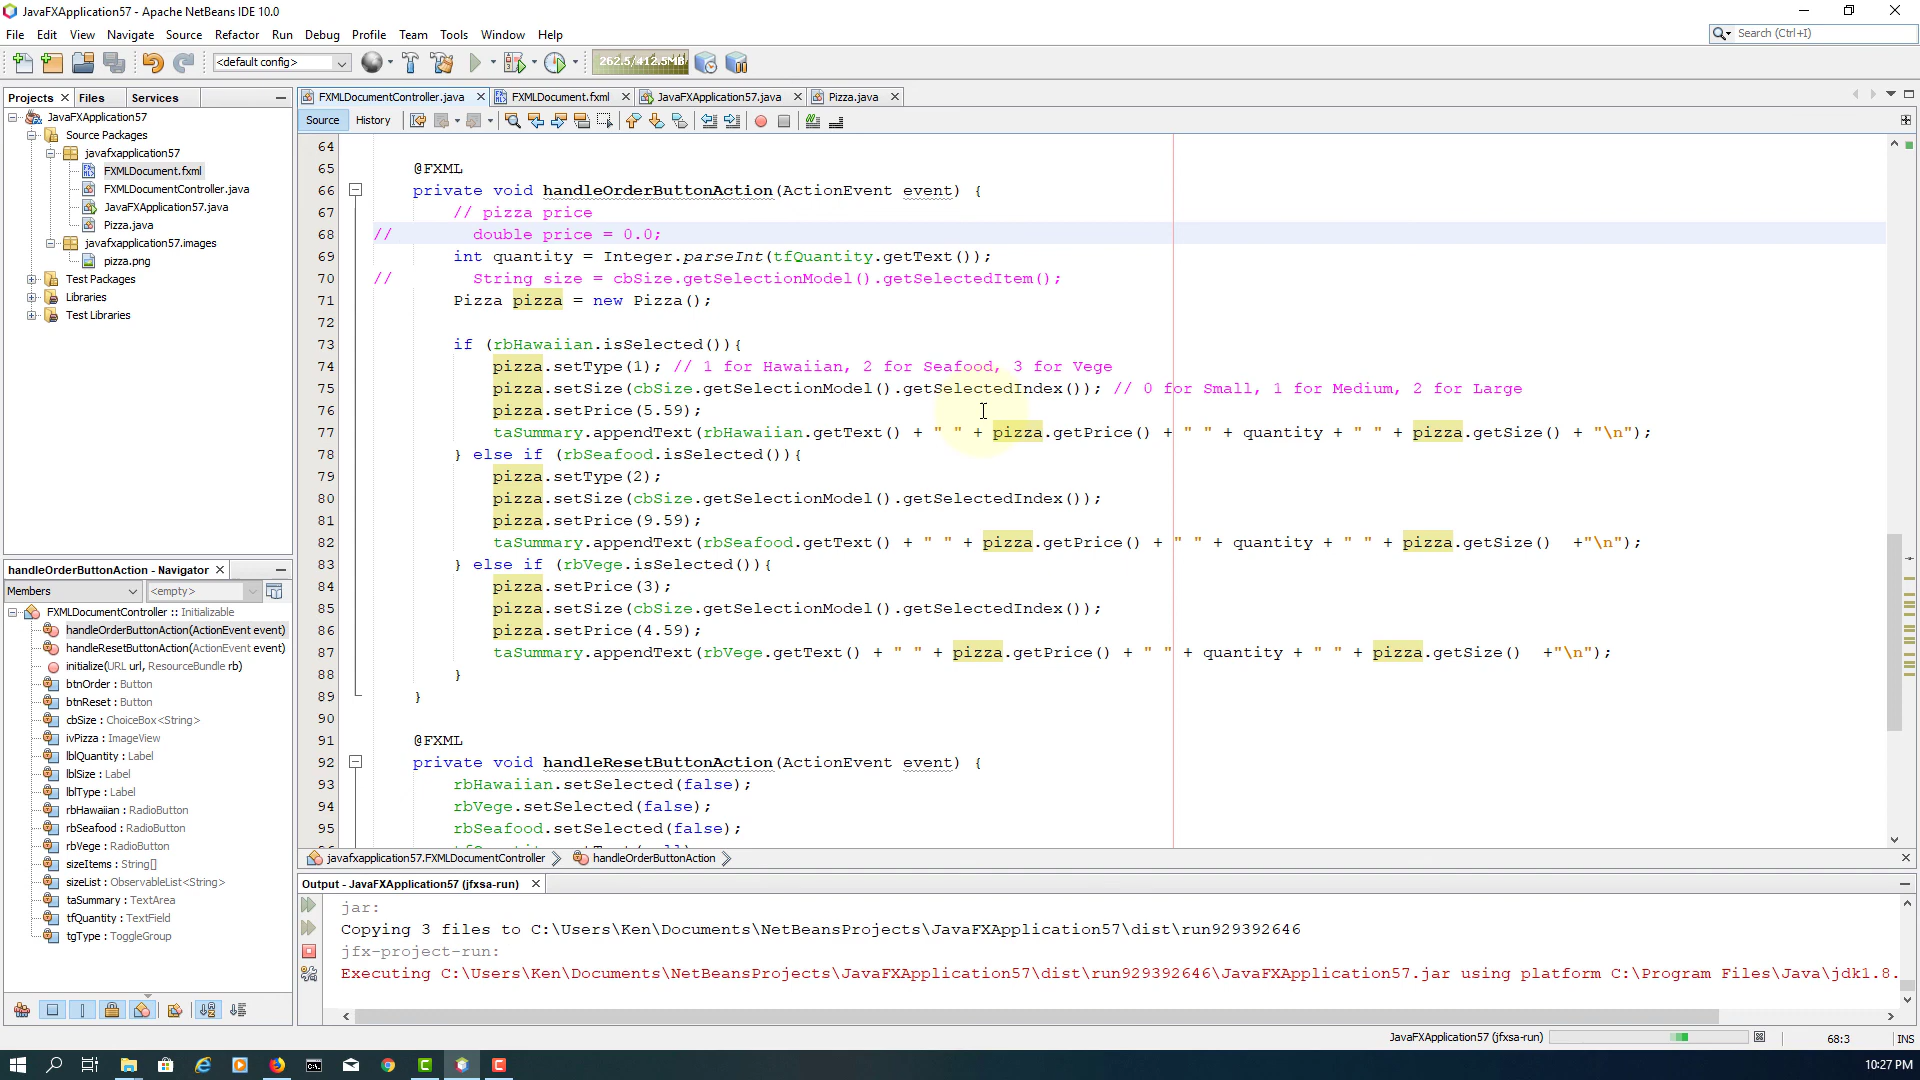 JavaFXApplication57 - Apache NetBeans IDE 10.0
File Edit View Navigate Source Refactor Run Debug Profile Team Tools Window Help
Search (Ctrl+I)
<default config>
262.5/412.5MB
Projects Files Services
JavaFXApplication57
Source Packages
javafxapplication57
FXMLDocument.fxml
FXMLDocumentController.java
JavaFXApplication57.java
Pizza.java
javafxapplication57.images
pizza.png
Test Packages
Libraries
Test Libraries
handleOrderButtonAction - Navigator
Members <empty>
FXMLDocumentController :: Initializable
handleOrderButtonAction(ActionEvent event)
handleResetButtonAction(ActionEvent event)
initialize(URL url, ResourceBundle rb)
btnOrder : Button
btnReset : Button
cbSize : ChoiceBox<String>
ivPizza : ImageView
lblQuantity : Label
lblSize : Label
lblType : Label
rbHawaiian : RadioButton
rbSeafood : RadioButton
rbVege : RadioButton
sizeItems : String[]
sizeList : ObservableList<String>
taSummary : TextArea
tfQuantity : TextField
tgType : ToggleGroup
FXMLDocumentController.java FXMLDocument.fxml JavaFXApplication57.java Pizza.java
Source History
64
65 @FXML
66 private void handleOrderButtonAction(ActionEvent event) {
67 // pizza price
68 // double price = 0.0;
69 int quantity = Integer.parseInt(tfQuantity.getText());
70 // String size = cbSize.getSelectionModel().getSelectedItem();
71 Pizza pizza = new Pizza();
72
73 if (rbHawaiian.isSelected()){
74 pizza.setType(1); // 1 for Hawaiian, 2 for Seafood, 3 for Vege
75 pizza.setSize(cbSize.getSelectionModel().getSelectedIndex()); // 0 for Small, 1 for Medium, 2 for Large
76 pizza.setPrice(5.59);
77 taSummary.appendText(rbHawaiian.getText() + " " + pizza.getPrice() + " " + quantity + " " + pizza.getSize() + "\n");
78 } else if (rbSeafood.isSelected()){
79 pizza.setType(2);
80 pizza.setSize(cbSize.getSelectionModel().getSelectedIndex());
81 pizza.setPrice(9.59);
82 taSummary.appendText(rbSeafood.getText() + " " + pizza.getPrice() + " " + quantity + " " + pizza.getSize()  +"\n");
83 } else if (rbVege.isSelected()){
84 pizza.setPrice(3);
85 pizza.setSize(cbSize.getSelectionModel().getSelectedIndex());
86 pizza.setPrice(4.59);
87 taSummary.appendText(rbVege.getText() + " " + pizza.getPrice() + " " + quantity + " " + pizza.getSize()  +"\n");
88 }
89 }
90
91 @FXML
92 private void handleResetButtonAction(ActionEvent event) {
93 rbHawaiian.setSelected(false);
94 rbVege.setSelected(false);
95 rbSeafood.setSelected(false);
javafxapplication57.FXMLDocumentController handleOrderButtonAction
Output - JavaFXApplication57 (jfxsa-run)
jar:
Copying 3 files to C:\Users\Ken\Documents\NetBeansProjects\JavaFXApplication57\dist\run929392646
jfx-project-run:
Executing C:\Users\Ken\Documents\NetBeansProjects\JavaFXApplication57\dist\run929392646\JavaFXApplication57.jar using platform C:\Program Files\Java\jdk1.8.
JavaFXApplication57 (jfxsa-run) 68:3 INS
10:27 PM